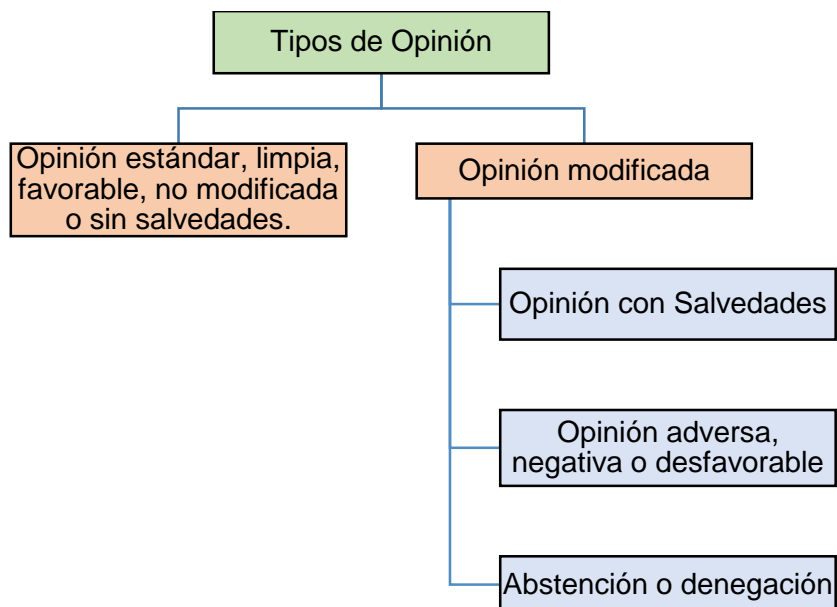 Tipos de Opinión
Opinión estándar, limpia,
favorable, no modificada
o sin salvedades.
Opinión modificada
Opinión con Salvedades
Opinión adversa,
negativa o desfavorable
Abstención o denegación